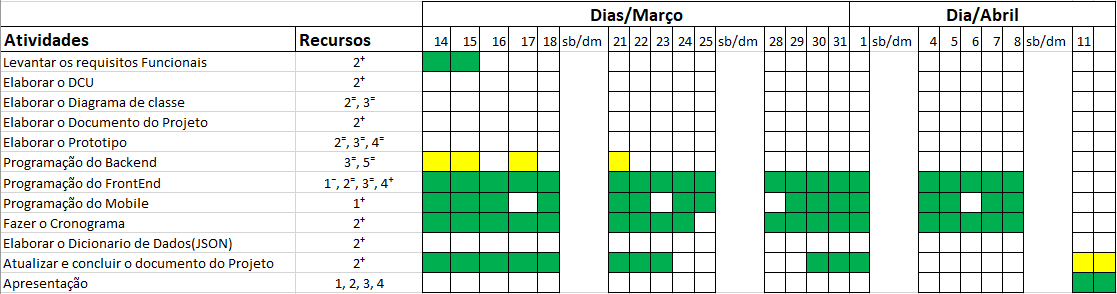 Dias/Março Dia/Abril
Atividades Recursos 14 15 16 17 18 sb/dm 21 22 23 24 25 sb/dm 28 29 30 31 1 sb/dm 4 5 6 7 8 sb/dm 11
Levantar os requisitos Funcionais 2⁺
Elaborar o DCU 2⁺
Elaborar o Diagrama de classe 2⁼, 3⁼
Elaborar o Documento do Projeto 2⁺
Elaborar o Prototipo 2⁼, 3⁼, 4⁼
Programação do Backend 3⁼, 5⁼
Programação do FrontEnd 1⁻, 2⁼, 3⁼, 4⁺
Programação do Mobile 1⁺
Fazer o Cronograma 2⁺
Elaborar o Dicionario de Dados(JSON) 2⁺
Atualizar e concluir o documento do Projeto 2⁺
Apresentação 1, 2, 3, 4